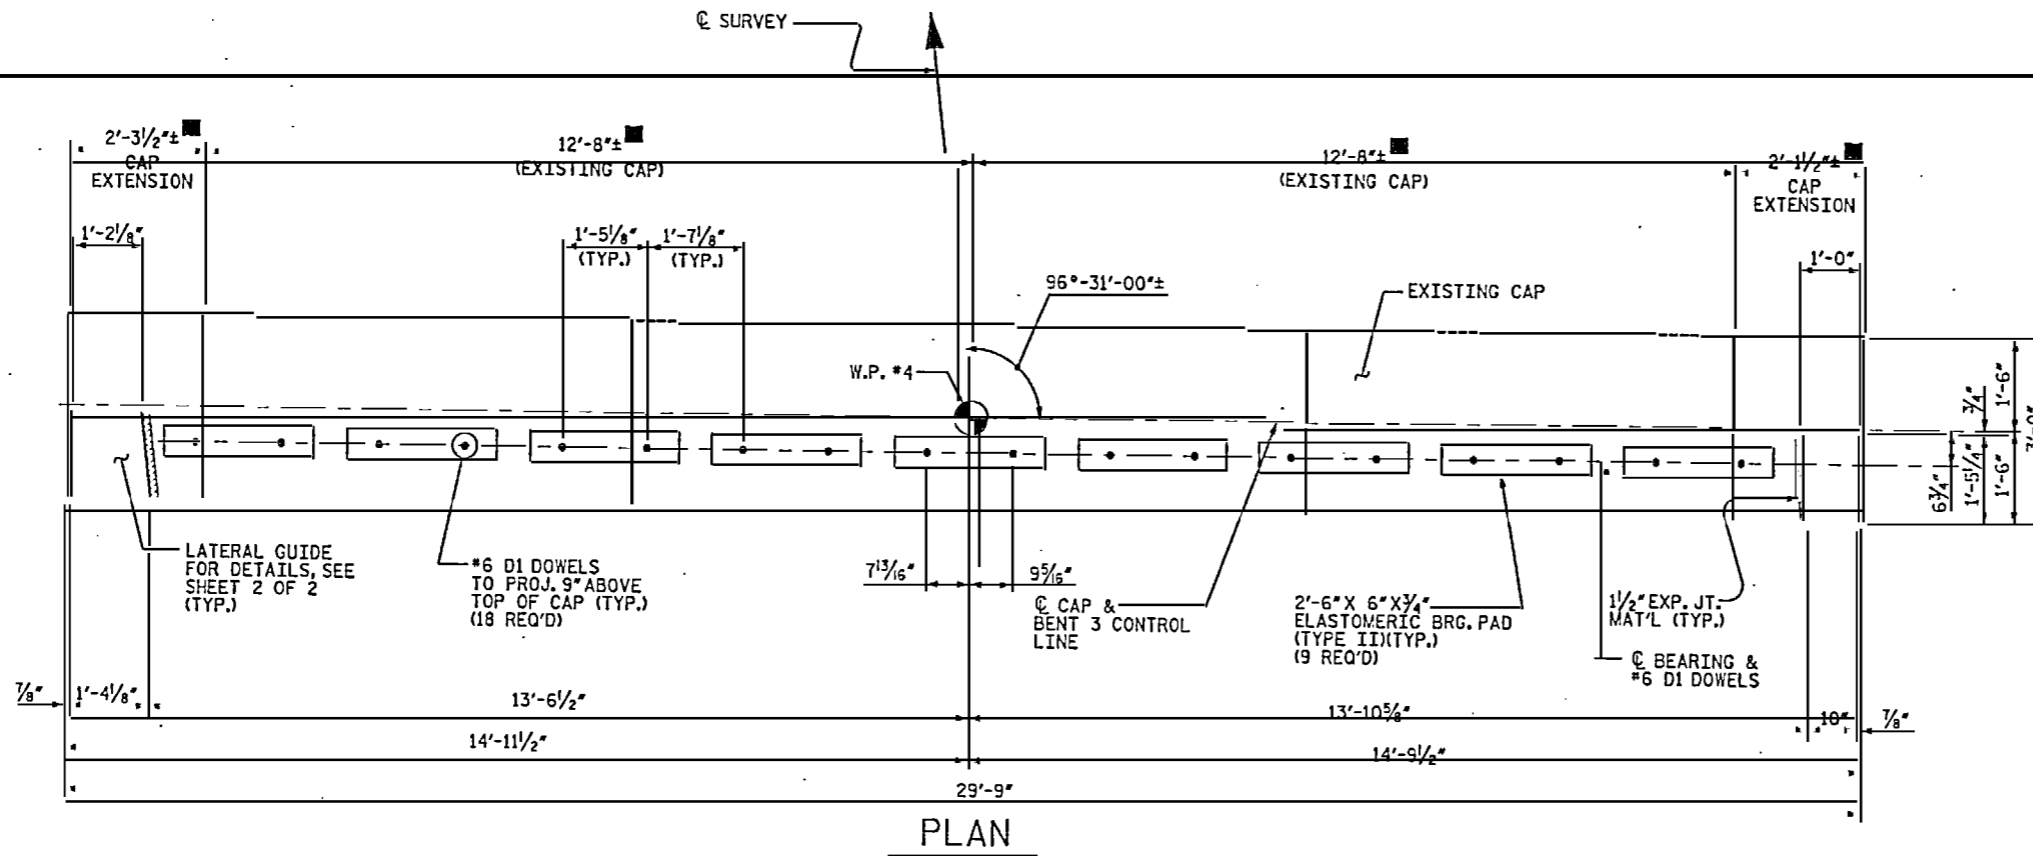 ℄ SURVEY
2'-3½"±
CAP
EXTENSION
12'-8"±
(EXISTING CAP)
12'-8"±
(EXISTING CAP)
2'-1½"±
CAP
EXTENSION
1'-2⅛"
1'-5⅛"
(TYP.)
1'-7⅛"
(TYP.)
96°-31'-00"±
EXISTING CAP
1'-0"
W.P. #4
¾"
1'-6"
6¾"
1'-5¼"
1'-6"
LATERAL GUIDE
FOR DETAILS, SEE
SHEET 2 OF 2
(TYP.)
#6 D1 DOWELS
TO PROJ. 9" ABOVE
TOP OF CAP (TYP.)
(18 REQ'D)
7¹³⁄₁₆"
9⁵⁄₁₆"
℄ CAP &
BENT 3 CONTROL
LINE
2'-6" X 6" X ¾"
ELASTOMERIC BRG. PAD
(TYPE II)(TYP.)
(9 REQ'D)
1½" EXP. JT.
MAT'L (TYP.)
℄ BEARING &
#6 D1 DOWELS
⅞"
1'-4⅛"
13'-6½"
13'-10⅝"
10"
⅞"
14'-11½"
14'-9½"
29'-9"
PLAN